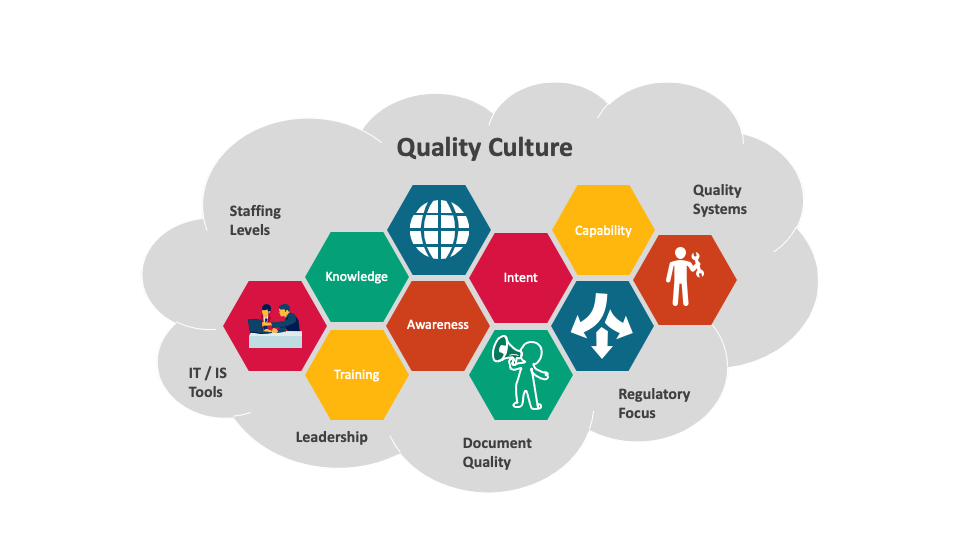 Quality Culture
Quality
Systems
Staffing
Levels
Capability
Knowledge
Intent
Awareness
Training
IT / IS
Tools
Regulatory
Focus
Leadership
Document
Quality